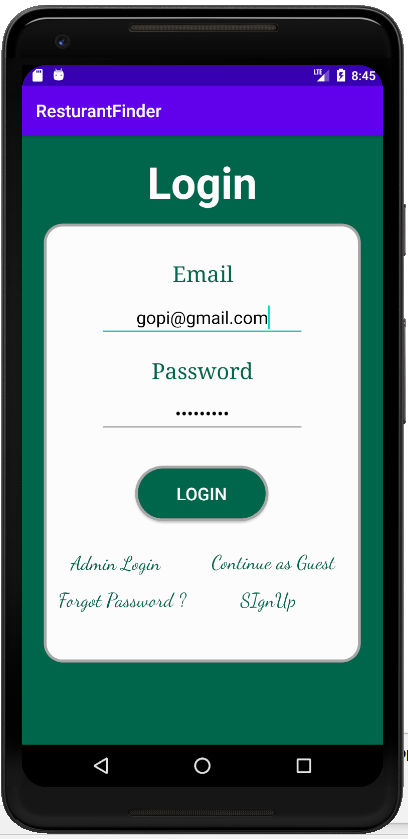 LTE 8:45
ResturantFinder
Login
Email
gopi@gmail.com
Password
•••••••••
LOGIN
Admin Login Continue as Guest
Forgot Password ? SIgnUp